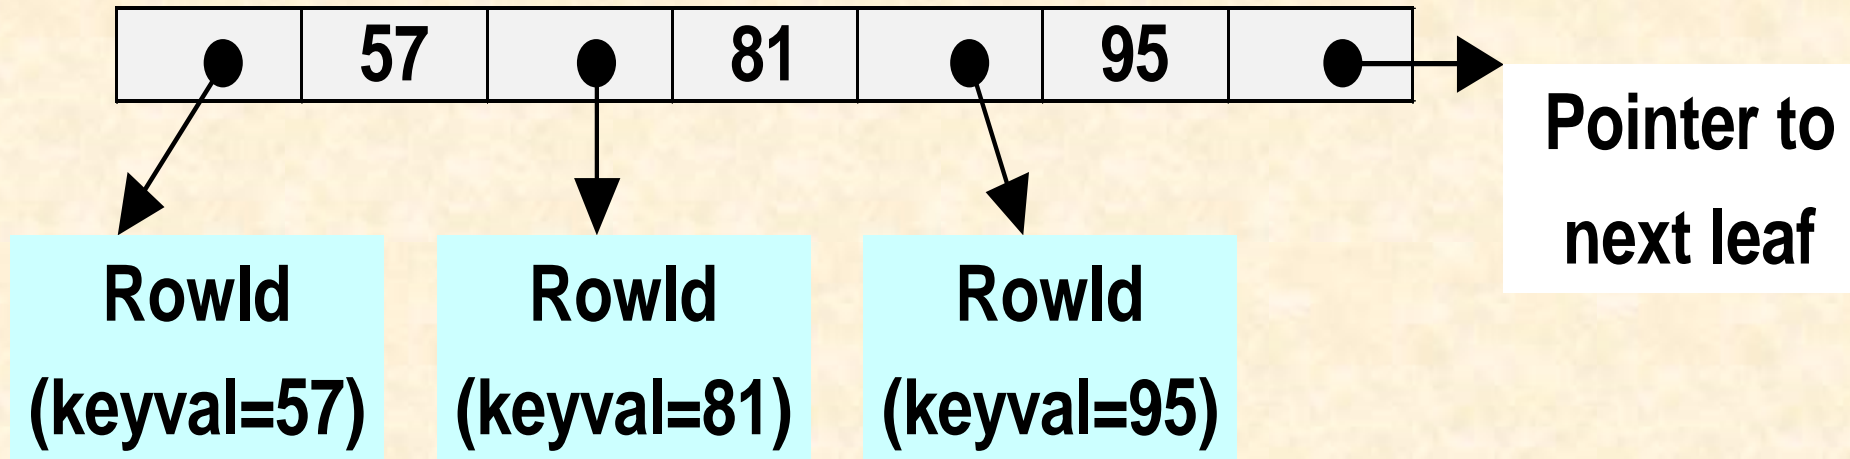 57 81 95
Pointer to
next leaf
RowId
(keyval=57)
RowId
(keyval=81)
RowId
(keyval=95)